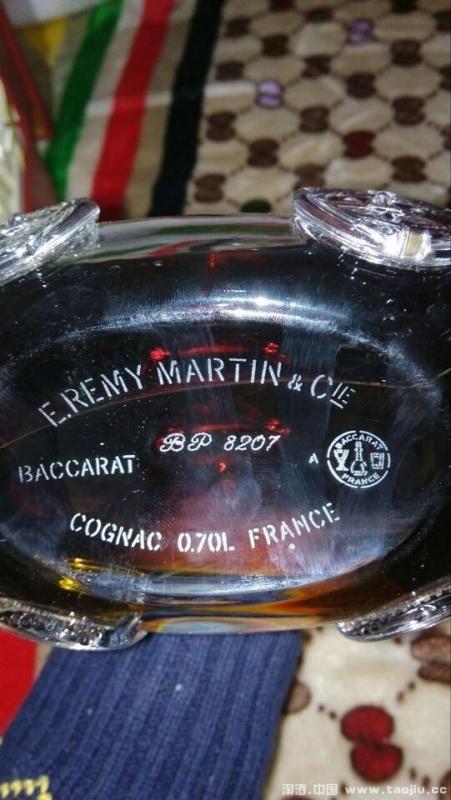 E. REMY MARTIN & CIE
BP 8207
BACCARAT
A
BACCARAT
FRANCE
COGNAC 0.70L FRANCE
淘酒.中国 www.taojiu.cc